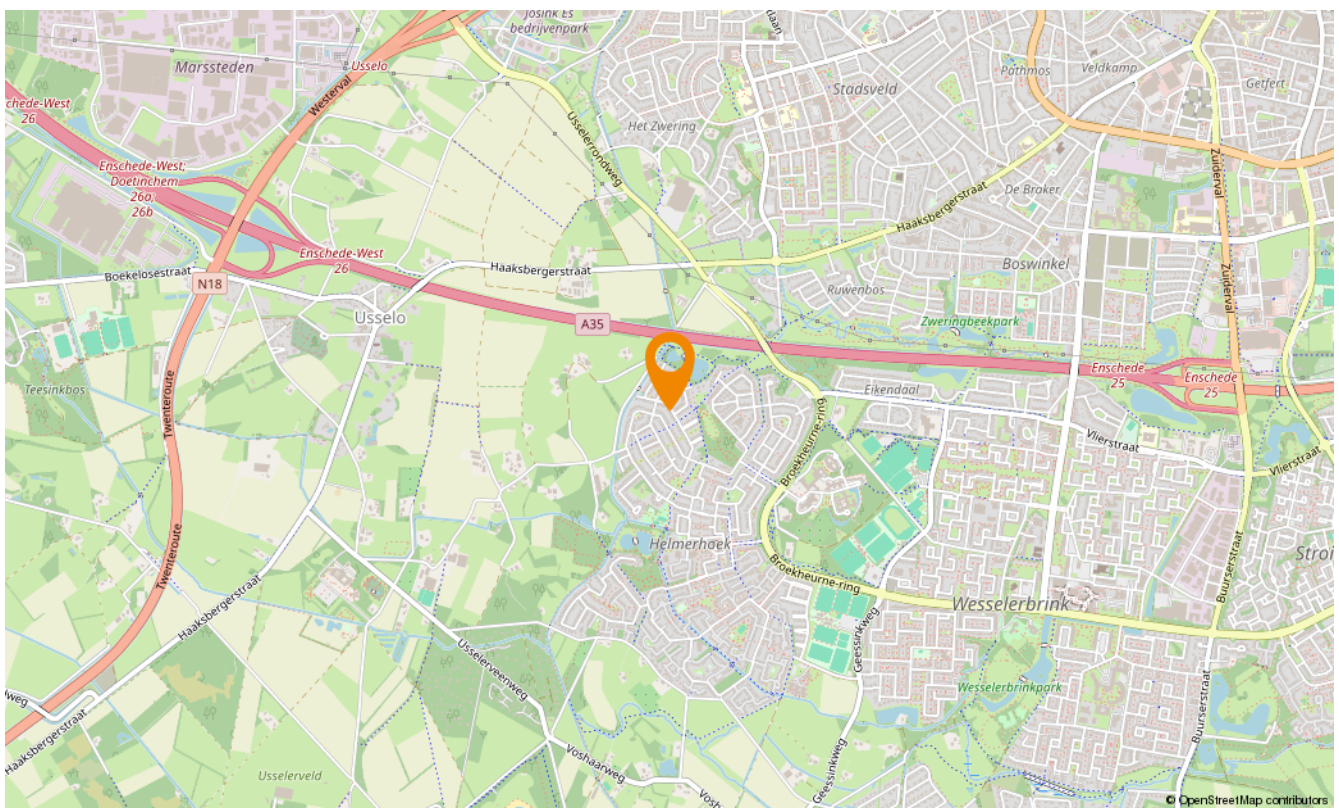 Josink Es
bedrijvenpark
Marssteden
Usselo
Westerval
Enschede-West
26
Pathmos
Veldkamp
Getfert
Stadsveld
Het Zwering
Usselerrondweg
Zuiderval
Enschede-West;
Doetinchem
26a;
26b
De Broker
Haaksbergerstraat
Enschede-West
26
Haaksbergerstraat
Boswinkel
Zuiderval
Boekelosestraat
N18
Ruwenbos
Usselo
A35
Zweringbeekpark
Enschede
25
Enschede
25
Teesinkbos
Eikendaal
Twenteroute
Broekheurne-ring
Vlierstraat
Vlierstraat
Helmerhoek
Twenteroute
Broekheurne-ring
Buurserstraat
Haaksbergerstraat
Wesselerbrink
Geessinkweg
Usselerveenweg
Wesselerbrinkpark
Buurserstraat
Haaksbergerstraat
Geessinkweg
Voshaarweg
Usselerveld
© OpenStreetMap contributors